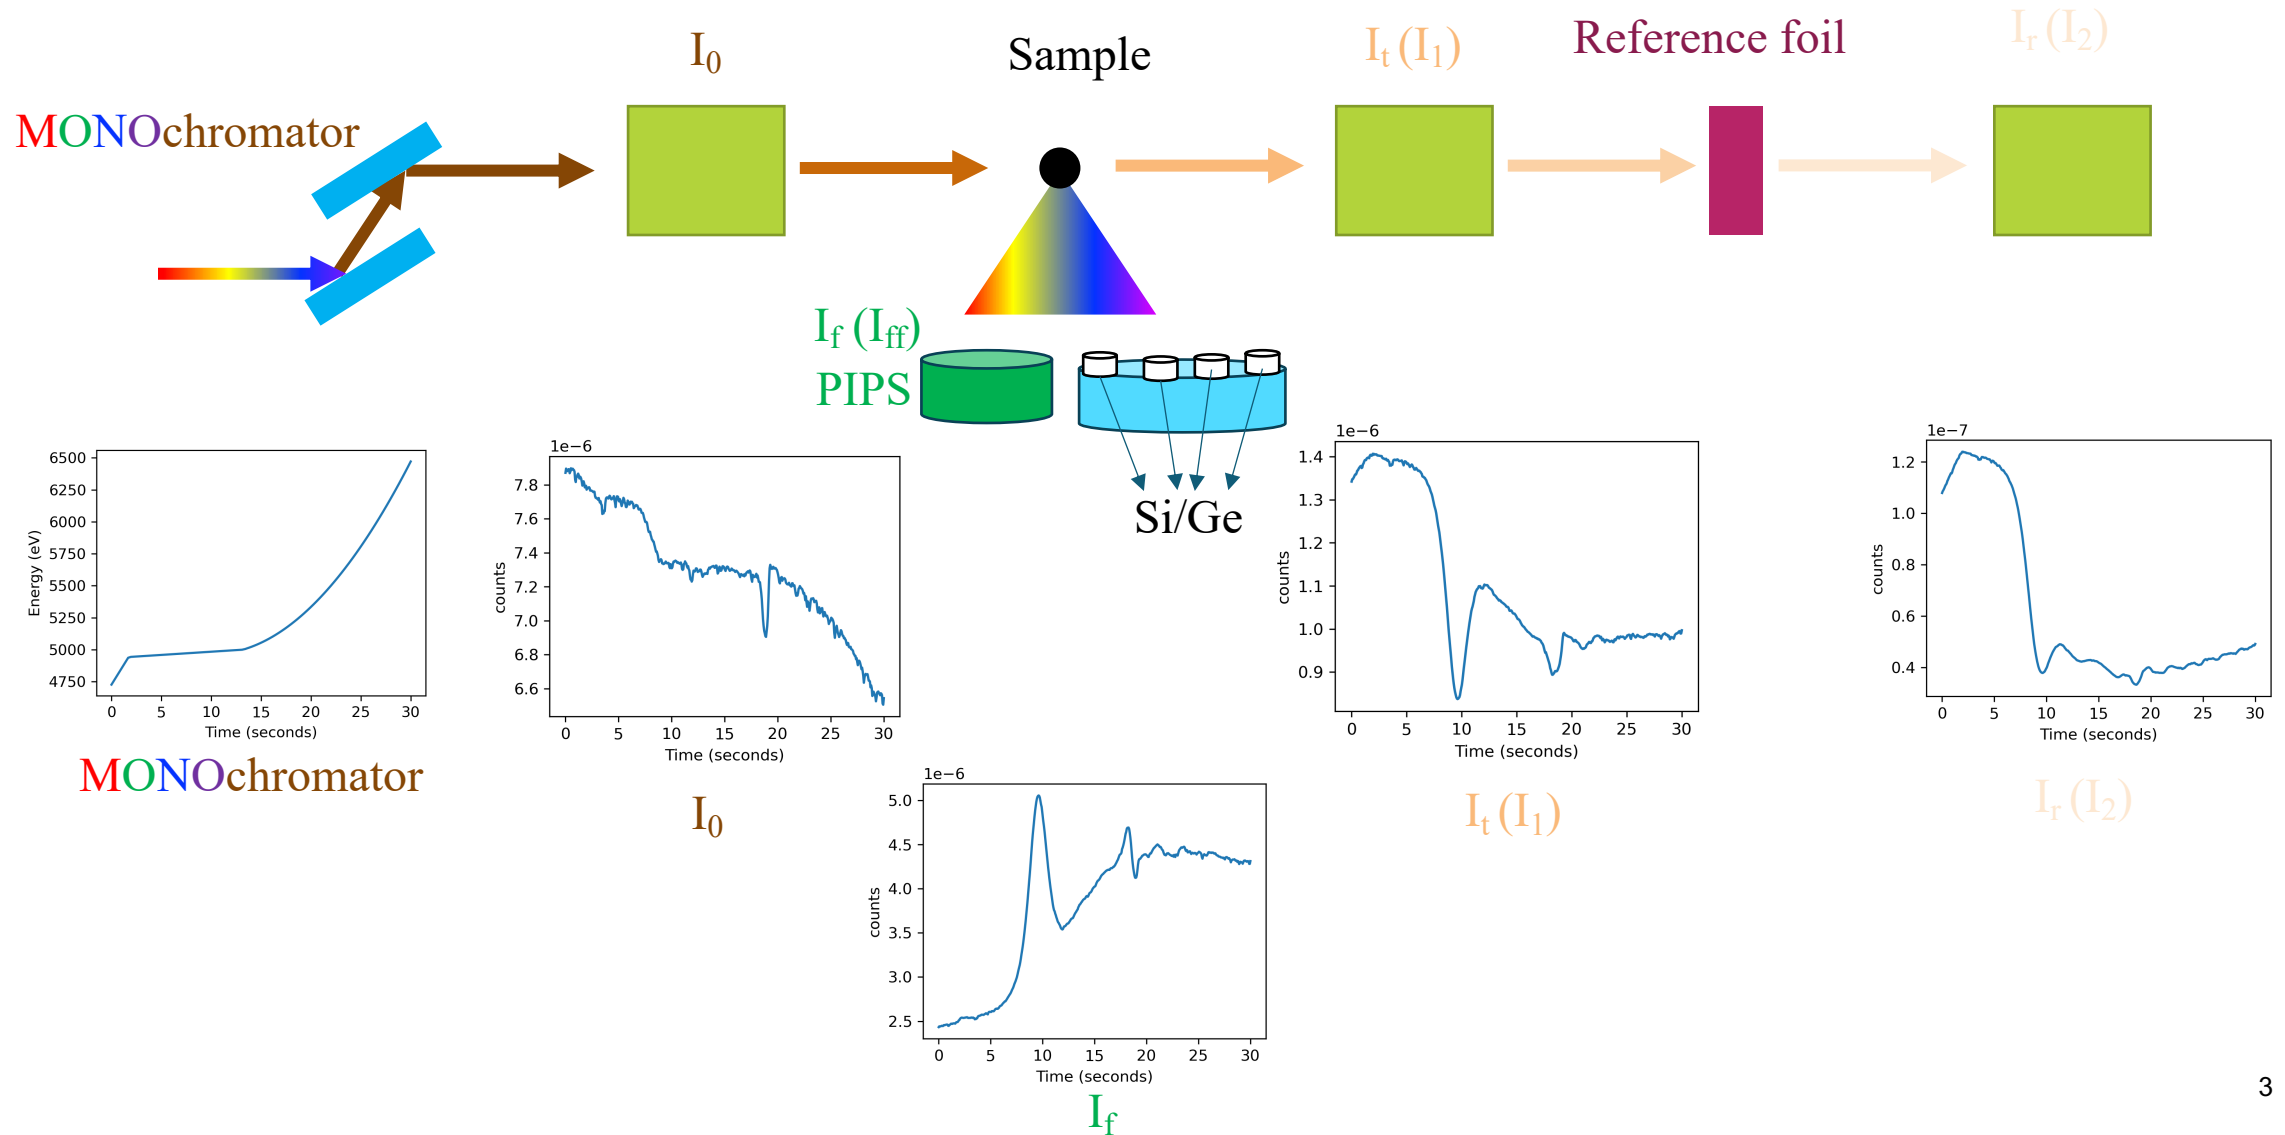 I0
Sample
It (I1)
Reference foil
Ir (I2)
MONOchromator
If (Iff)
PIPS
Si/Ge
6500
6250
6000
5750
5500
5250
5000
4750
Energy (eV)
0 5 10 15 20 25 30
Time (seconds)
MONOchromator
1e−6
7.8
7.6
7.4
7.2
7.0
6.8
6.6
counts
0 5 10 15 20 25 30
Time (seconds)
I0
1e−6
5.0
4.5
4.0
3.5
3.0
2.5
counts
0 5 10 15 20 25 30
Time (seconds)
If
1e−6
1.4
1.3
1.2
1.1
1.0
0.9
counts
0 5 10 15 20 25 30
Time (seconds)
It (I1)
1e−7
1.2
1.0
0.8
0.6
0.4
counts
0 5 10 15 20 25 30
Time (seconds)
Ir (I2)
3